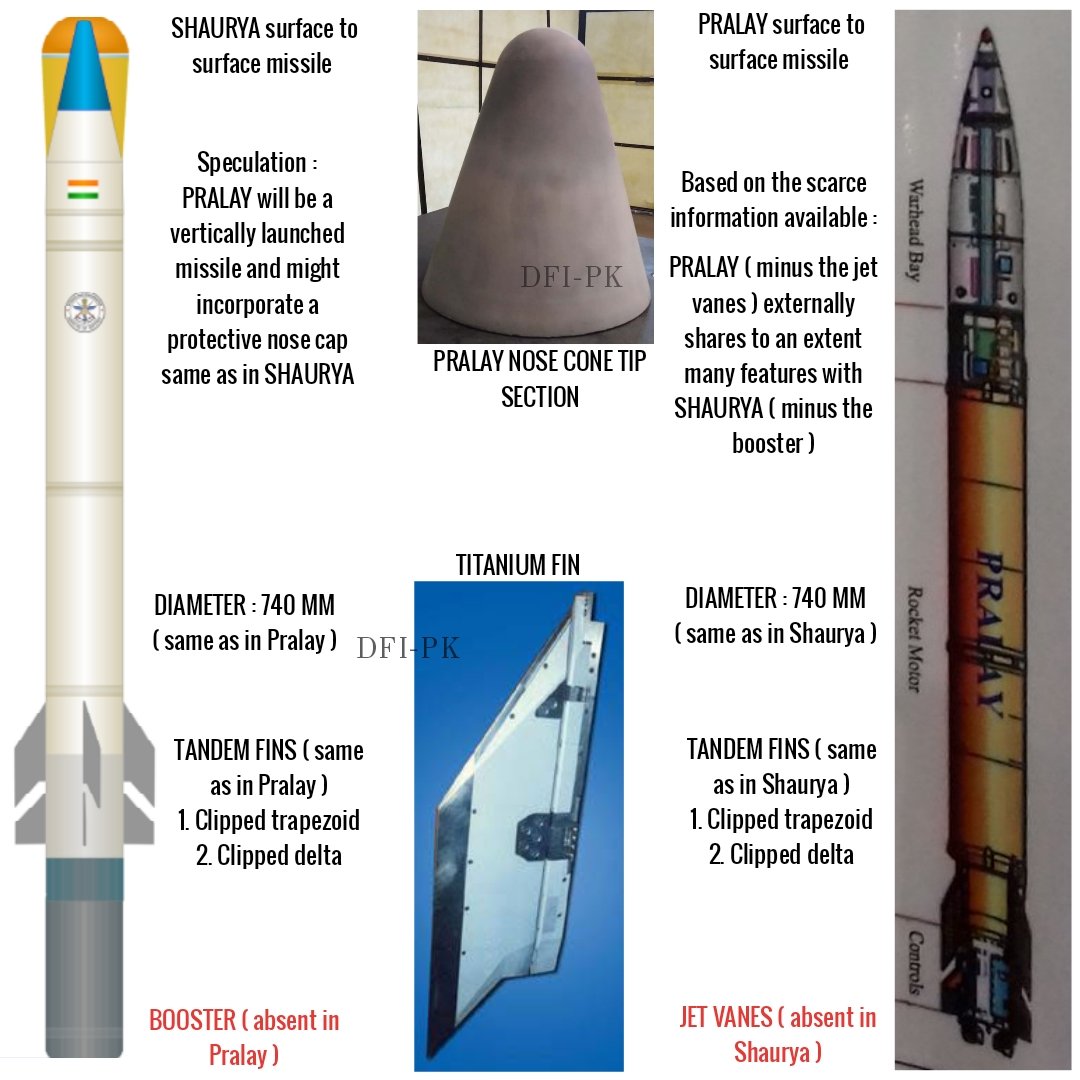 SHAURYA surface to
surface missile
Speculation :
PRALAY will be a
vertically launched
missile and might
incorporate a
protective nose cap
same as in SHAURYA
DIAMETER : 740 MM
( same as in Pralay )
TANDEM FINS ( same
as in Pralay )
1. Clipped trapezoid
2. Clipped delta
BOOSTER ( absent in
Pralay )
DFI-PK
PRALAY NOSE CONE TIP
SECTION
TITANIUM FIN
DFI-PK
PRALAY surface to
surface missile
Based on the scarce
information available :
PRALAY ( minus the jet
vanes ) externally
shares to an extent
many features with
SHAURYA ( minus the
booster )
DIAMETER : 740 MM
( same as in Shaurya )
TANDEM FINS ( same
as in Shaurya )
1. Clipped trapezoid
2. Clipped delta
JET VANES ( absent in
Shaurya )
Warhead Bay
Rocket Motor
Controls
PRALAY